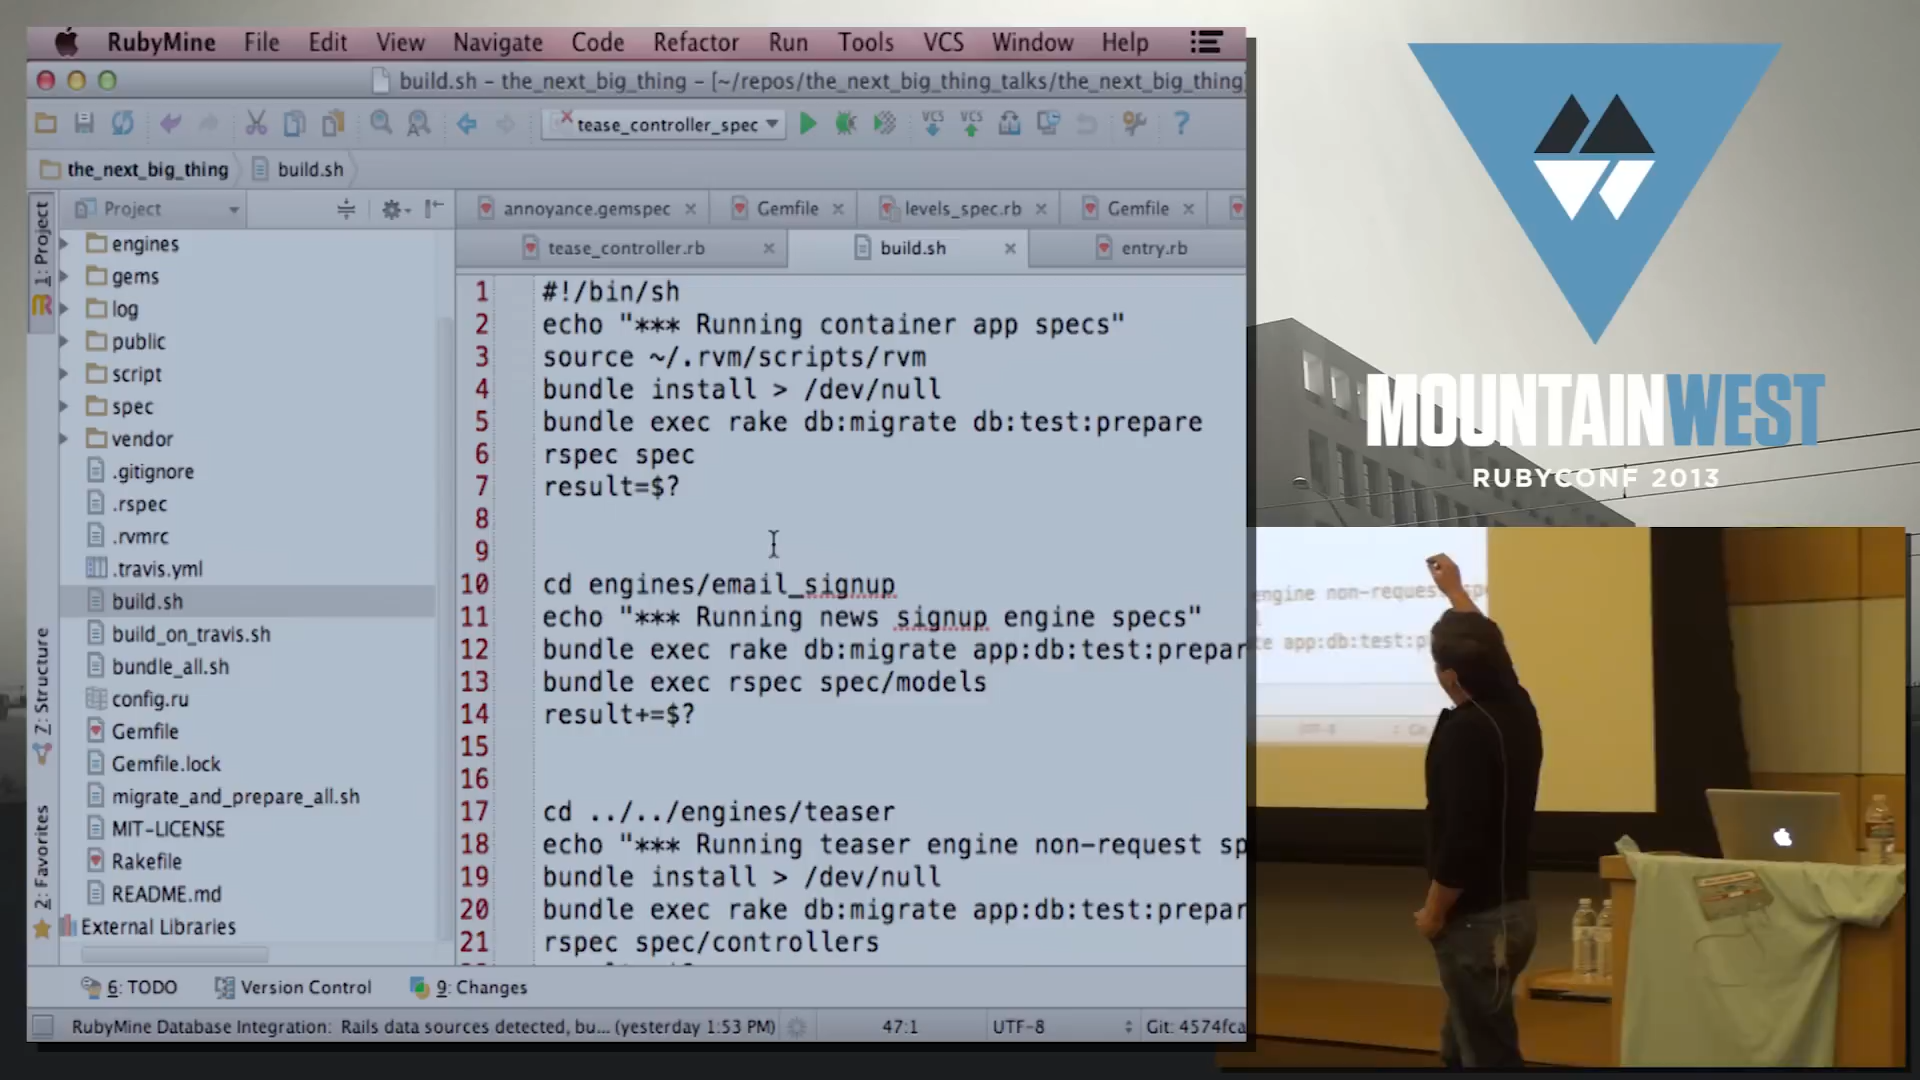 RubyMine File Edit View Navigate Code Refactor Run Tools VCS Window Help
build.sh – the_next_big_thing – [~/repos/the_next_big_thing_talks/the_next_big_thing]
tease_controller_spec VCS VCS ?
the_next_big_thing build.sh
1: Project
7: Structure
2: Favorites
Project
engines
gems
log
public
script
spec
vendor
.gitignore
.rspec
.rvmrc
.travis.yml
build.sh
build_on_travis.sh
bundle_all.sh
config.ru
Gemfile
Gemfile.lock
migrate_and_prepare_all.sh
MIT-LICENSE
Rakefile
README.md
External Libraries
annoyance.gemspec Gemfile levels_spec.rb Gemfile
tease_controller.rb build.sh entry.rb
1 #!/bin/sh
2 echo "*** Running container app specs"
3 source ~/.rvm/scripts/rvm
4 bundle install > /dev/null
5 bundle exec rake db:migrate db:test:prepare
6 rspec spec
7 result=$?
8
9
10 cd engines/email_signup
11 echo "*** Running news signup engine specs"
12 bundle exec rake db:migrate app:db:test:prepar
13 bundle exec rspec spec/models
14 result+=$?
15
16
17 cd ../../engines/teaser
18 echo "*** Running teaser engine non-request sp
19 bundle install > /dev/null
20 bundle exec rake db:migrate app:db:test:prepar
21 rspec spec/controllers
6: TODO Version Control 9: Changes
RubyMine Database Integration: Rails data sources detected, bu... (yesterday 1:53 PM) 47:1 UTF-8 Git: 4574fca
MOUNTAINWEST
RUBYCONF 2013
engine non-request spe
te app:db:test:p